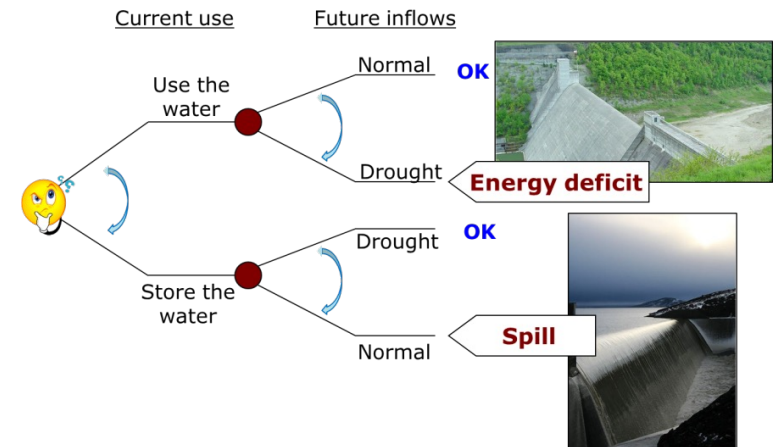 Current use
Future inflows
Use the
water
Normal
OK
Drought
Energy deficit
Store the
water
Drought
OK
Normal
Spill